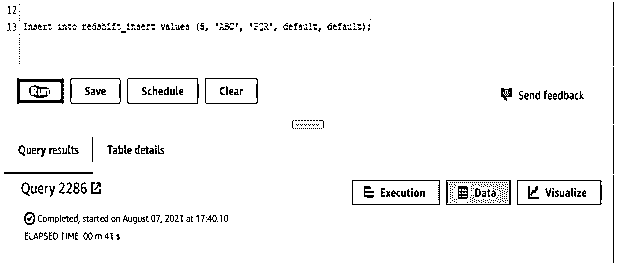 12
13 Insert into redshift_insert values (5, 'ABC', 'PQR', default, default);
Run Save Schedule Clear
Send feedback
Query results Table details
Query 2286
Execution Data Visualize
Completed, started on August 07, 2021 at 17:40:10
ELAPSED TIME: 00 m 41 s